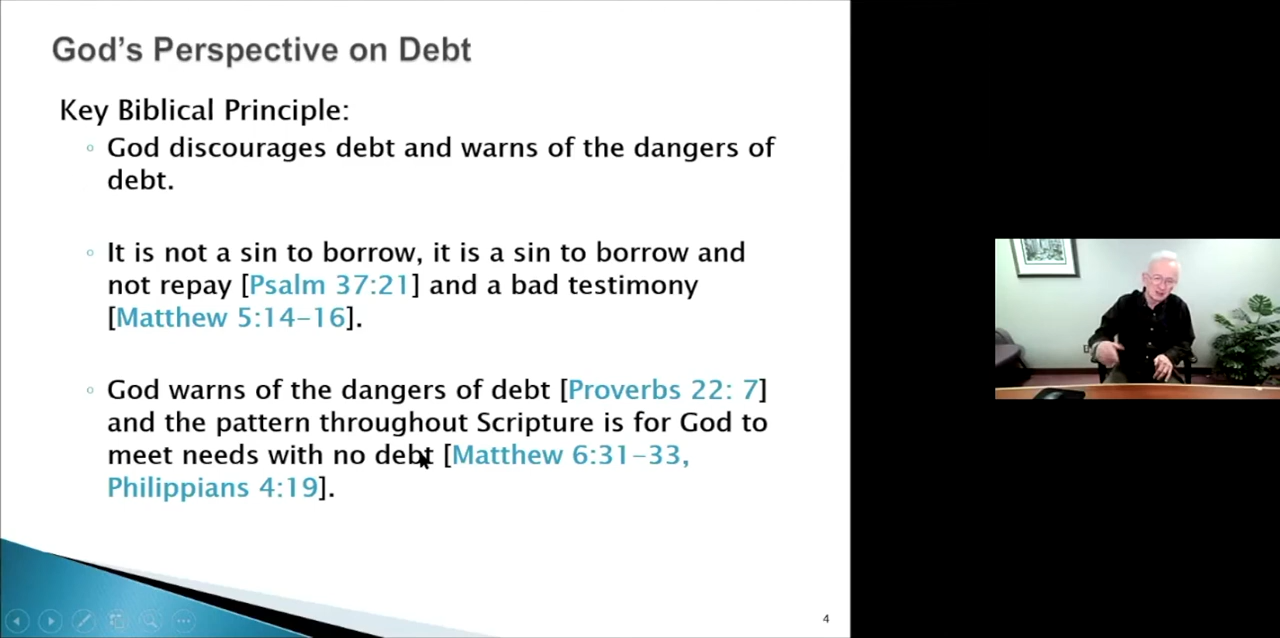 God's Perspective on Debt
Key Biblical Principle:
God discourages debt and warns of the dangers of
debt.
It is not a sin to borrow, it is a sin to borrow and
not repay [Psalm 37:21] and a bad testimony
[Matthew 5:14-16].
God warns of the dangers of debt [Proverbs 22: 7]
and the pattern throughout Scripture is for God to
meet needs with no debt [Matthew 6:31-33,
Philippians 4:19].
4